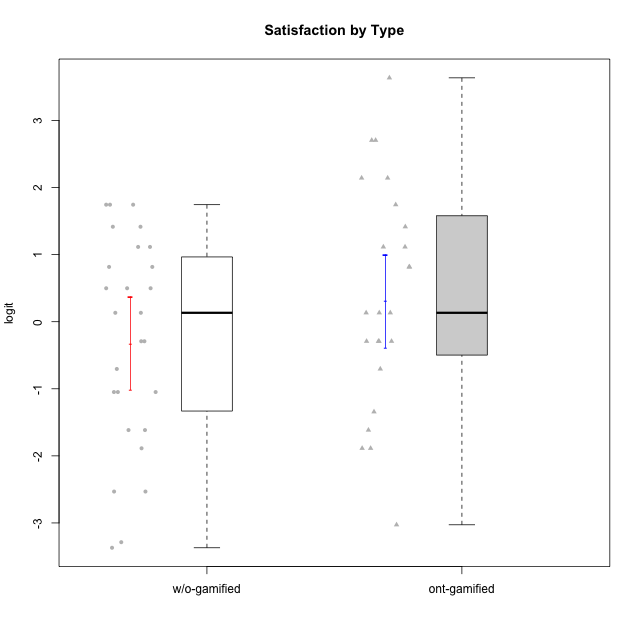 Satisfaction by Type
logit
3
2
1
0
-1
-2
-3
w/o-gamified
ont-gamified